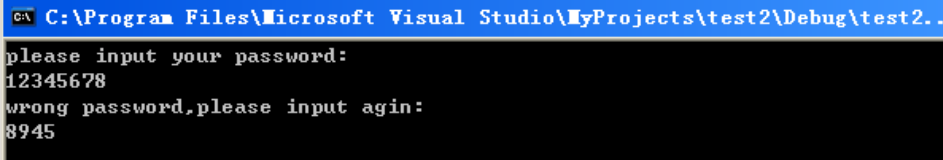 C:\Program Files\Microsoft Visual Studio\MyProjects\test2\Debug\test2..
please input your password:
12345678
wrong password,please input agin:
8945